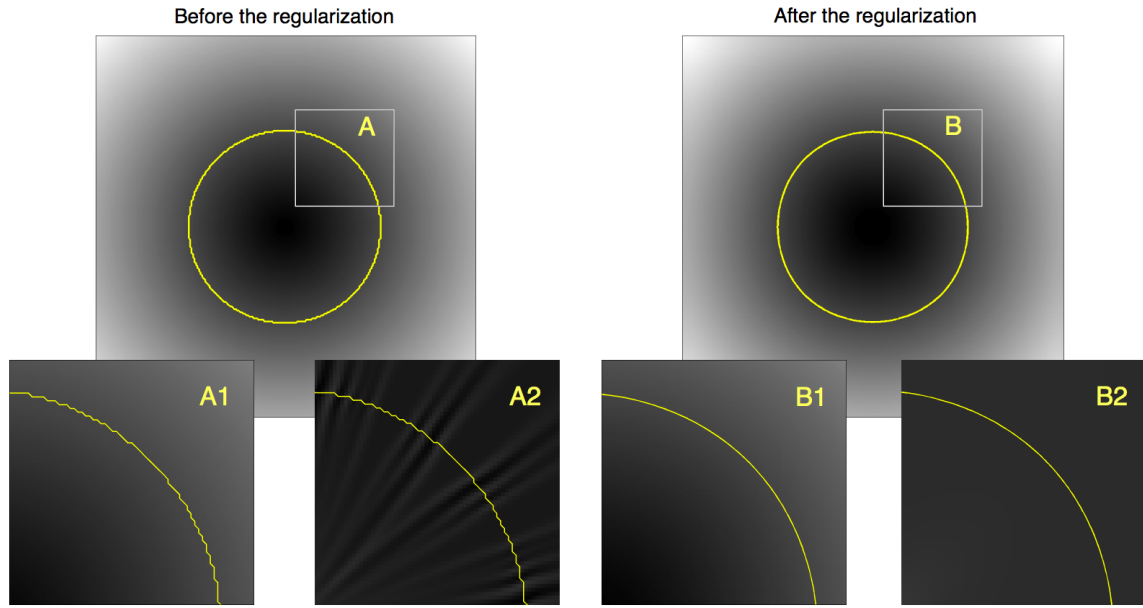 Before the regularization
After the regularization
A
B
A1
A2
B1
B2